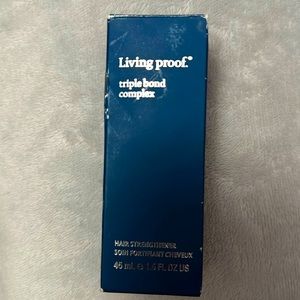 Living proof.®
triple bond
complex
HAIR STRENGTHENER
SOIN FORTIFIANT CHEVEUX
45 ml. ℮ 1.5 FL OZ US